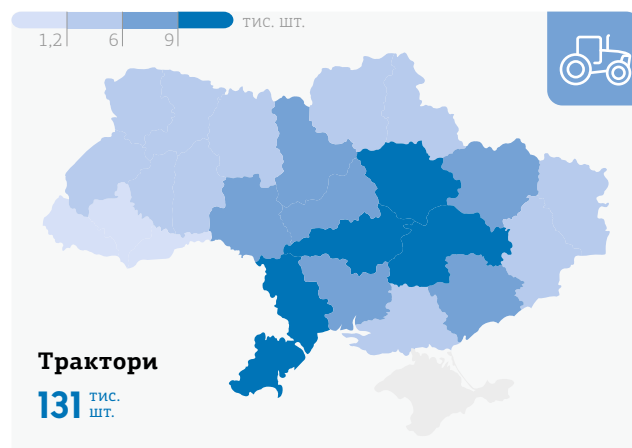 тис. шт.
1,2 6 9
Трактори
131 тис.
шт.